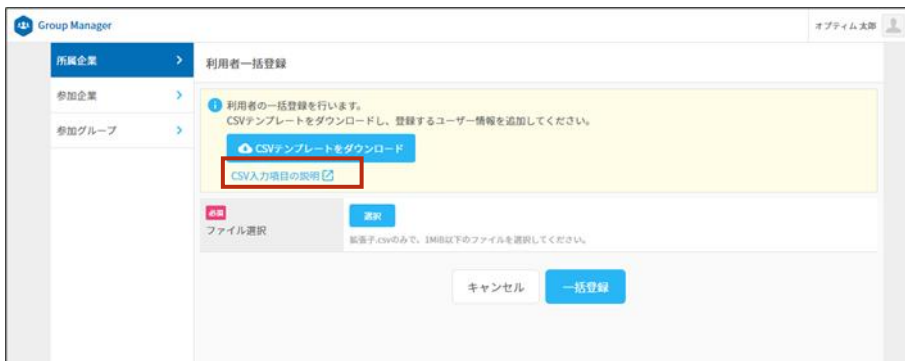 Group Manager
オプティム 太郎
所属企業
参加企業
参加グループ
利用者一括登録
利用者の一括登録を行います。
CSVテンプレートをダウンロードし、登録するユーザー情報を追加してください。
CSVテンプレートをダウンロード
CSV入力項目の説明
必須
ファイル選択
選択
拡張子.csvのみで、1MiB以下のファイルを選択してください。
キャンセル
一括登録